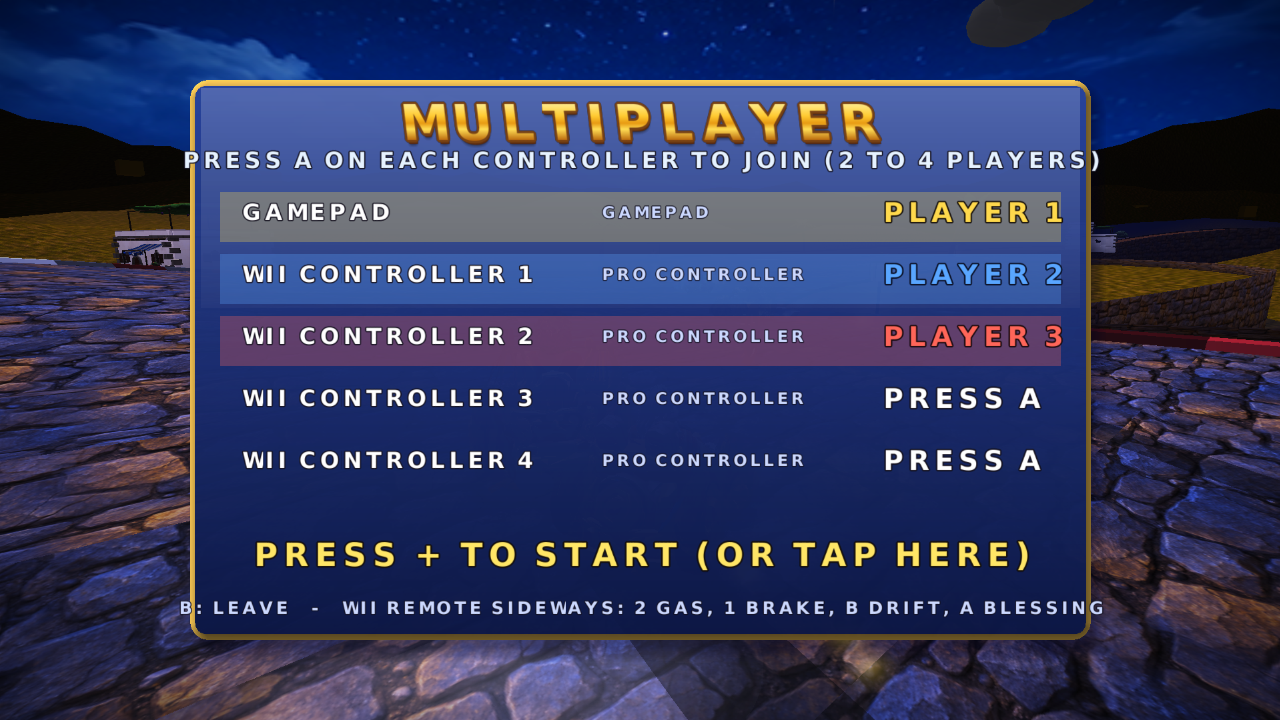 MULTIPLAYER
PRESS A ON EACH CONTROLLER TO JOIN (2 TO 4 PLAYERS)
GAMEPAD GAMEPAD PLAYER 1
WII CONTROLLER 1 PRO CONTROLLER PLAYER 2
WII CONTROLLER 2 PRO CONTROLLER PLAYER 3
WII CONTROLLER 3 PRO CONTROLLER PRESS A
WII CONTROLLER 4 PRO CONTROLLER PRESS A
PRESS + TO START (OR TAP HERE)
B: LEAVE - WII REMOTE SIDEWAYS: 2 GAS, 1 BRAKE, B DRIFT, A BLESSING